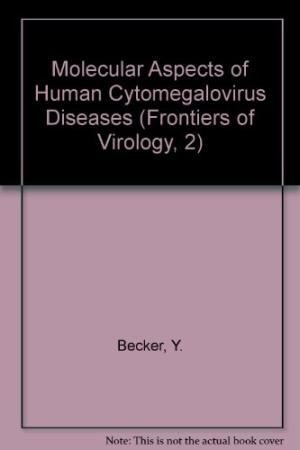 Molecular Aspects of
Human Cytomegalovirus
Diseases (Frontiers of
Virology, 2)
Becker, Y.
Note: This is not the actual book cover